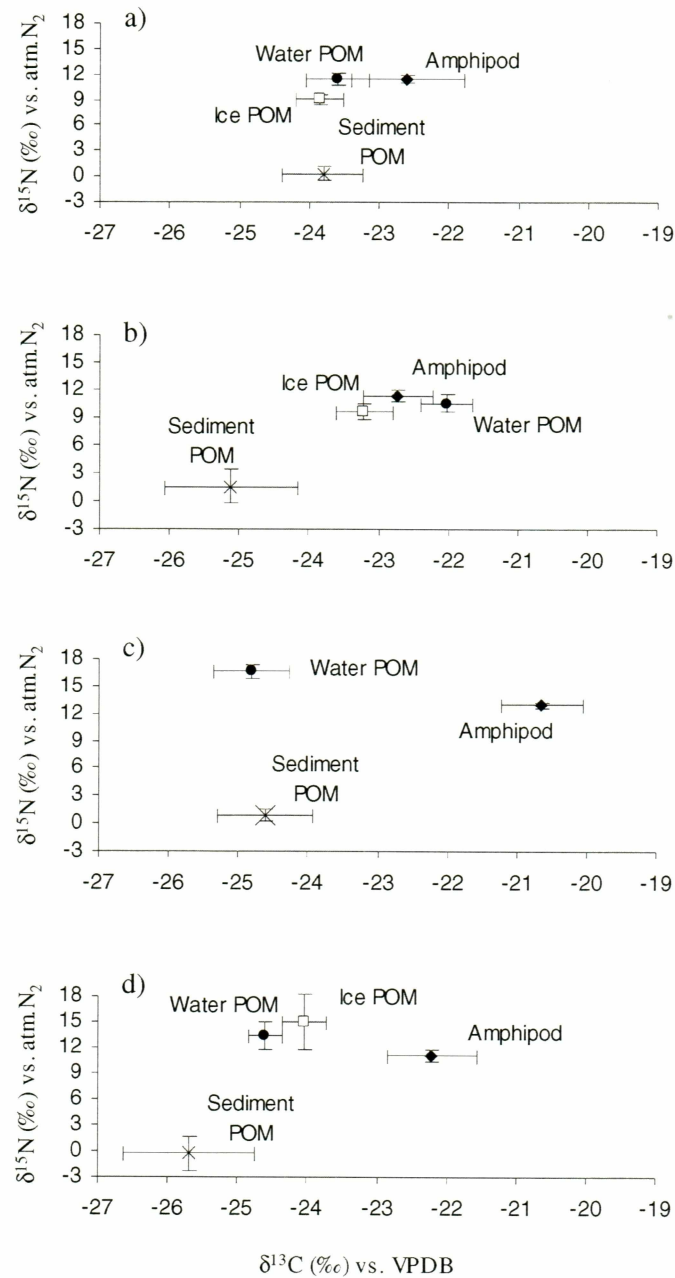 a)
δ¹⁵N (‰) vs. atm.N₂
18
15
12
9
6
3
0
-3
Water POM
Amphipod
Ice POM
Sediment
POM
-27 -26 -25 -24 -23 -22 -21 -20 -19
b)
δ¹⁵N (‰) vs. atm.N₂
18
15
12
9
6
3
0
-3
Amphipod
Ice POM
Water POM
Sediment
POM
-27 -26 -25 -24 -23 -22 -21 -20 -19
c)
δ¹⁵N (‰) vs. atm.N₂
18
15
12
9
6
3
0
-3
Water POM
Amphipod
Sediment
POM
-27 -26 -25 -24 -23 -22 -21 -20 -19
d)
δ¹⁵N (‰) vs. atm.N₂
18
15
12
9
6
3
0
-3
Water POM
Ice POM
Amphipod
Sediment
POM
-27 -26 -25 -24 -23 -22 -21 -20 -19
δ¹³C (‰) vs. VPDB